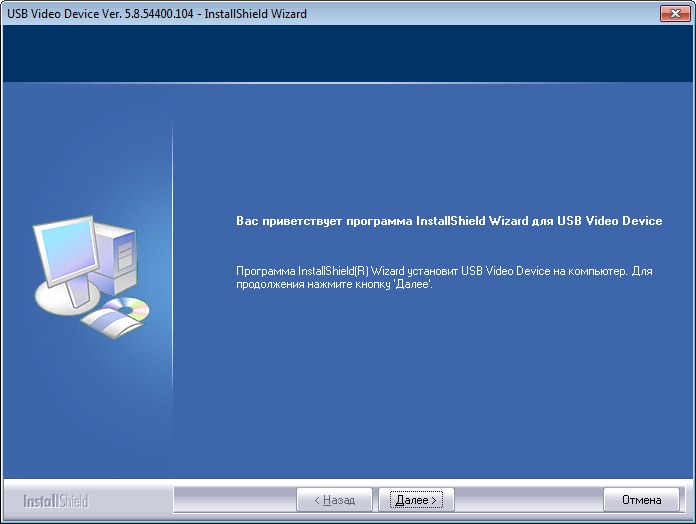 USB Video Device Ver. 5.8.54400.104 - InstallShield Wizard
Вас приветствует программа InstallShield Wizard для USB Video Device
Программа InstallShield(R) Wizard установит USB Video Device на компьютер. Для
продолжения нажмите кнопку 'Далее'.
InstallShield
< Назад
Далее >
Отмена